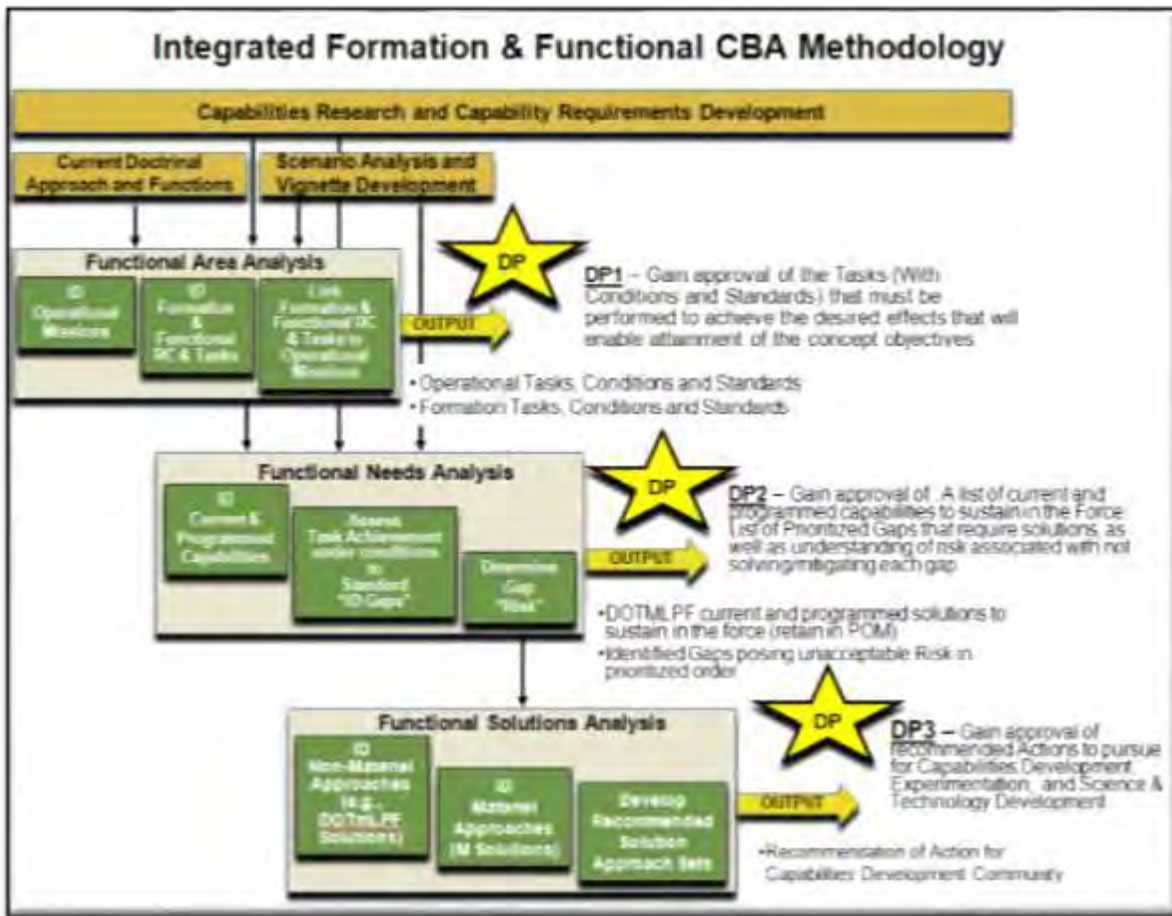 Integrated Formation & Functional CBA Methodology
Capabilities Research and Capability Requirements Development
Current Doctrinal
Approach and Functions
Scenario Analysis and
Vignette Development
Functional Area Analysis
ID
Operational
Missions
ID
Formation
&
Functional
RC & Tasks
Link
Formation &
Functional RC
& Tasks to
Operational
Missions
OUTPUT
DP
DP1 – Gain approval of the Tasks (With
Conditions and Standards) that must be
performed to achieve the desired effects that will
enable attainment of the concept objectives
•Operational Tasks, Conditions and Standards
•Formation Tasks, Conditions and Standards
Functional Needs Analysis
ID
Current &
Programmed
Capabilities
Assess
Task Achievement
under conditions
to
Standard
"ID Gaps"
Determine
Gap
"Risk"
OUTPUT
DP
DP2 – Gain approval of A list of current and
programmed capabilities to sustain in the Force
List of Prioritized Gaps that require solutions, as
well as understanding of risk associated with not
solving/mitigating each gap
•DOTMLPF current and programmed solutions to
sustain in the force (retain in POM)
•Identified Gaps posing unacceptable Risk in
prioritized order
Functional Solutions Analysis
ID
Non-Materiel
Approaches
(e.g.,
DOTmLPF
Solutions)
ID
Materiel
Approaches
(M Solutions)
Develop
Recommended
Solution
Approach Sets
OUTPUT
DP
DP3 – Gain approval of
recommended Actions to pursue
for Capabilities Development
Experimentation, and Science &
Technology Development
•Recommendation of Action for
Capabilities Development Community